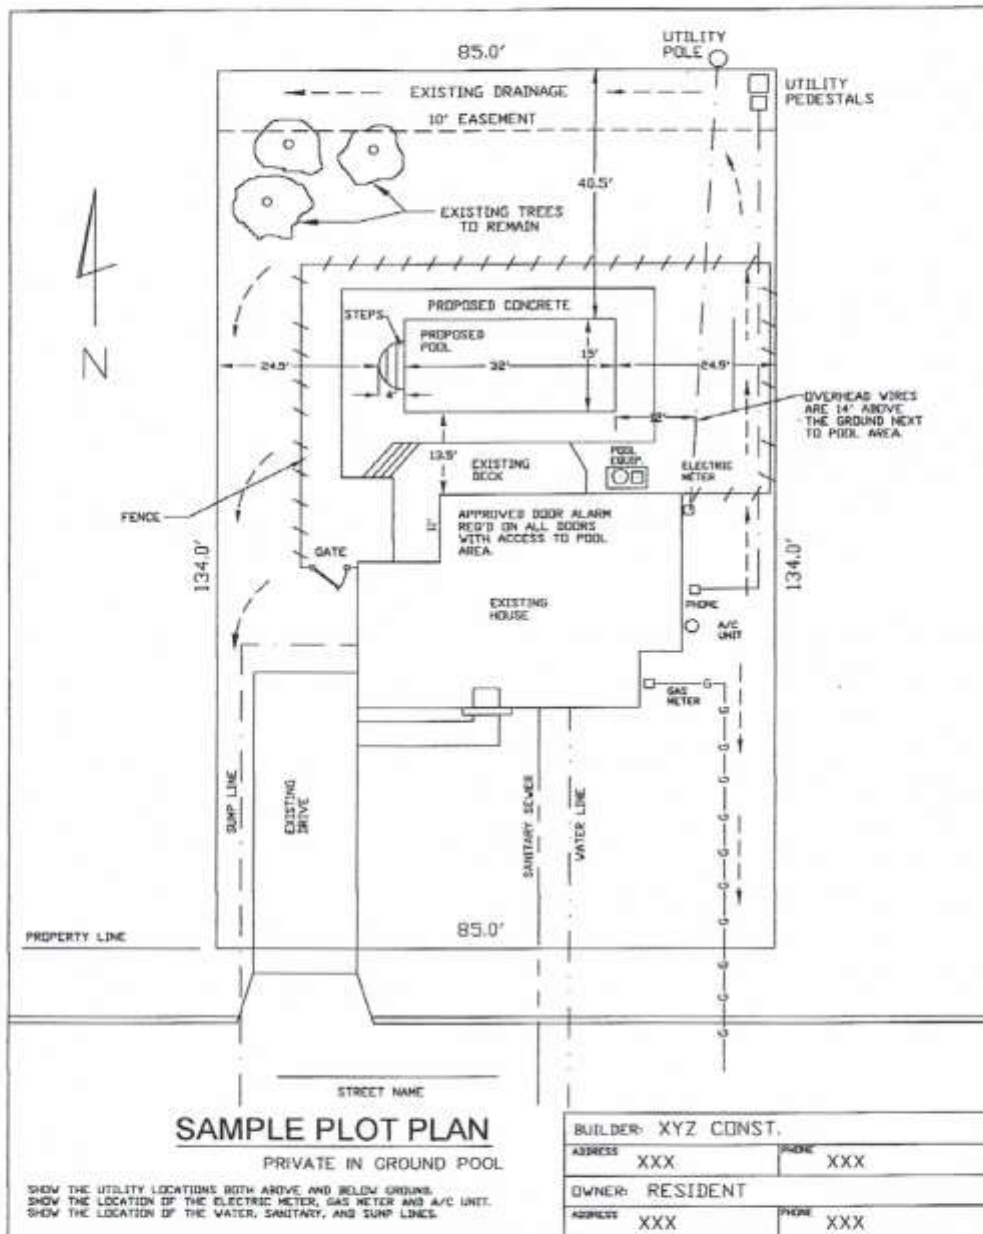 UTILITY
POLE
85.0'
UTILITY
PEDESTALS
EXISTING DRAINAGE
10' EASEMENT
40.5'
EXISTING TREES
TO REMAIN
N
PROPOSED CONCRETE
STEPS
PROPOSED
POOL
15'
24.5'
32'
24.5'
4'
12'
OVERHEAD WIRES
ARE 14' ABOVE
THE GROUND NEXT
TO POOL AREA.
13.5'
EXISTING
DECK
POOL
EQUIP.
ELECTRIC
METER
FENCE
APPROVED DOOR ALARM
REQ'D ON ALL DOORS
WITH ACCESS TO POOL
AREA.
GATE
134.0'
134.0'
EXISTING
HOUSE
PHONE
A/C
UNIT
GAS
METER
G
G
G
G
G
G
G
G
G
G
G
SUMP LINE
EXISTING
DRIVE
SANITARY SEWER
WATER LINE
85.0'
PROPERTY LINE
STREET NAME
SAMPLE PLOT PLAN
PRIVATE IN GROUND POOL
SHOW THE UTILITY LOCATIONS BOTH ABOVE AND BELOW GROUND.
SHOW THE LOCATION OF THE ELECTRIC METER, GAS METER AND A/C UNIT.
SHOW THE LOCATION OF THE WATER, SANITARY, AND SUMP LINES.
BUILDER: XYZ CONST.
ADDRESS XXX PHONE XXX
OWNER: RESIDENT
ADDRESS XXX PHONE XXX